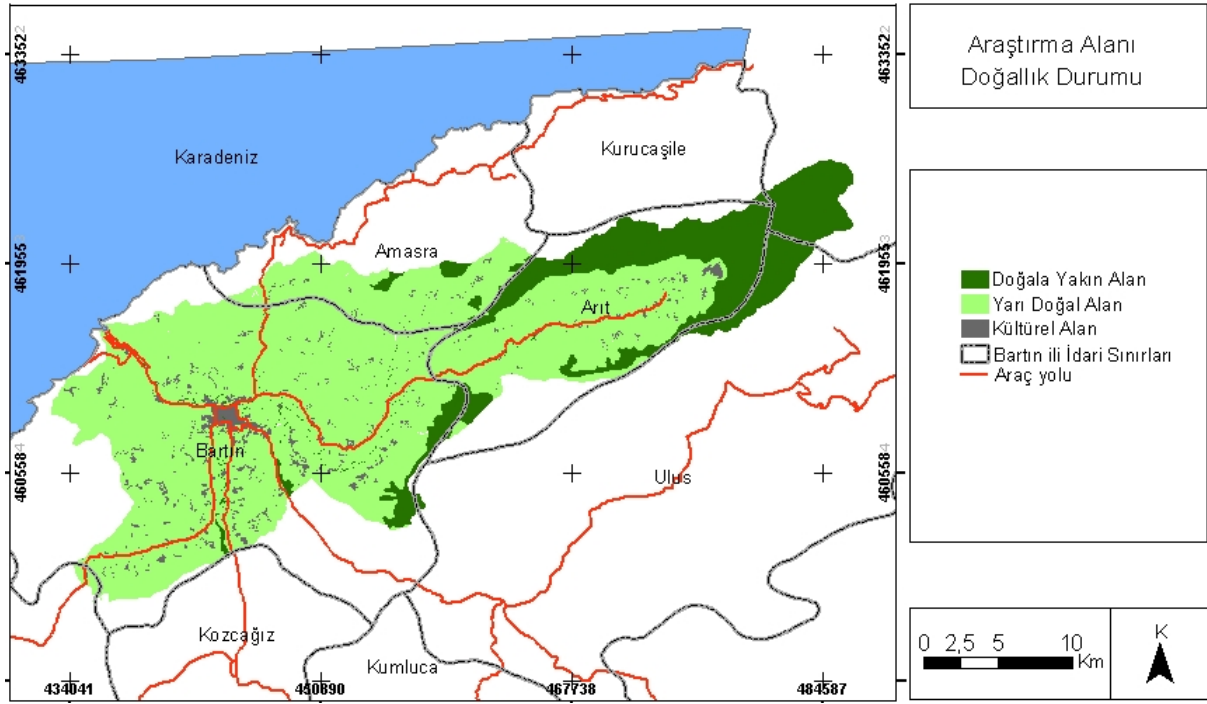 Araştırma Alanı
Doğallık Durumu
Karadeniz
Kurucaşile
Amasra
Arıt
Bartın
Ulus
Kozcağız
Kumluca
4633522
4633522
461955
461955
460558
460558
434041
450890
467738
484587
Doğala Yakın Alan
Yarı Doğal Alan
Kültürel Alan
Bartın ili İdari Sınırları
Araç yolu
0 2,5 5 10
Km
K